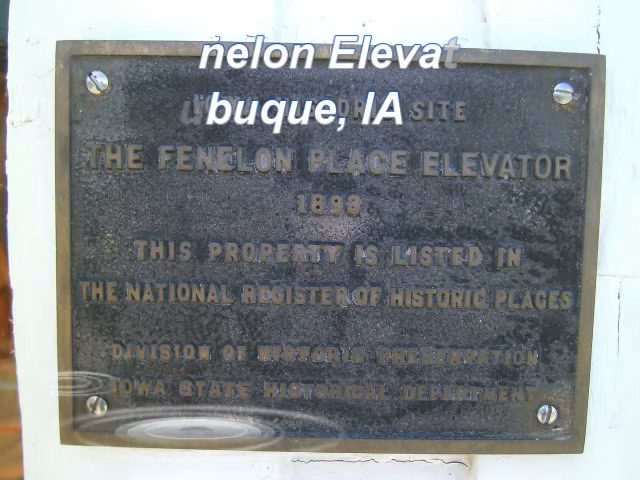 nelon Elevat
buque, IA
SITE
THE FENELON PLACE ELEVATOR
1893
THIS PROPERTY IS LISTED IN
THE NATIONAL REGISTER OF HISTORIC PLACES
DIVISION OF HISTORIC PRESERVATION
IOWA STATE HISTORICAL DEPARTMENT